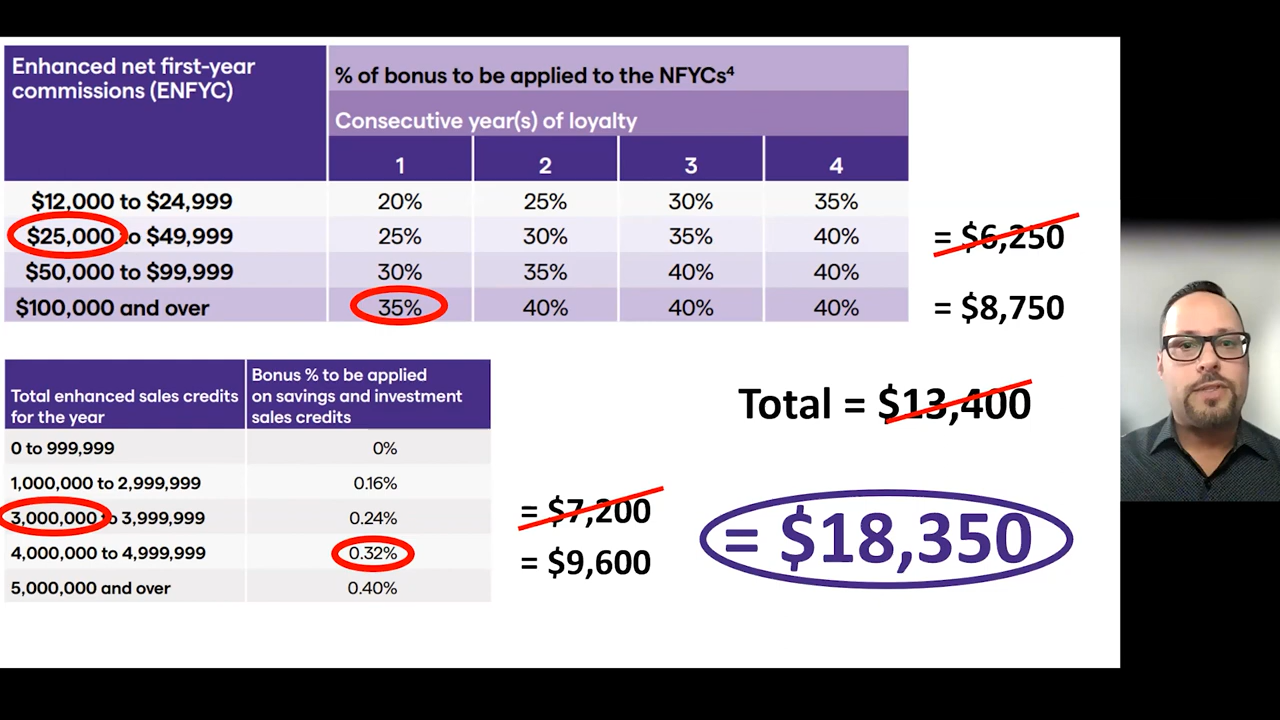 Enhanced net first-year
commissions (ENFYC)
% of bonus to be applied to the NFYCs⁴
Consecutive year(s) of loyalty
1 2 3 4
$12,000 to $24,999 20% 25% 30% 35%
$25,000 to $49,999 25% 30% 35% 40% = $6,250
$50,000 to $99,999 30% 35% 40% 40%
$100,000 and over 35% 40% 40% 40% = $8,750
Total enhanced sales credits
for the year
Bonus % to be applied
on savings and investment
sales credits
0 to 999,999 0%
1,000,000 to 2,999,999 0.16%
3,000,000 to 3,999,999 0.24%
4,000,000 to 4,999,999 0.32%
5,000,000 and over 0.40%
= $7,200
= $9,600
Total = $13,400
= $18,350